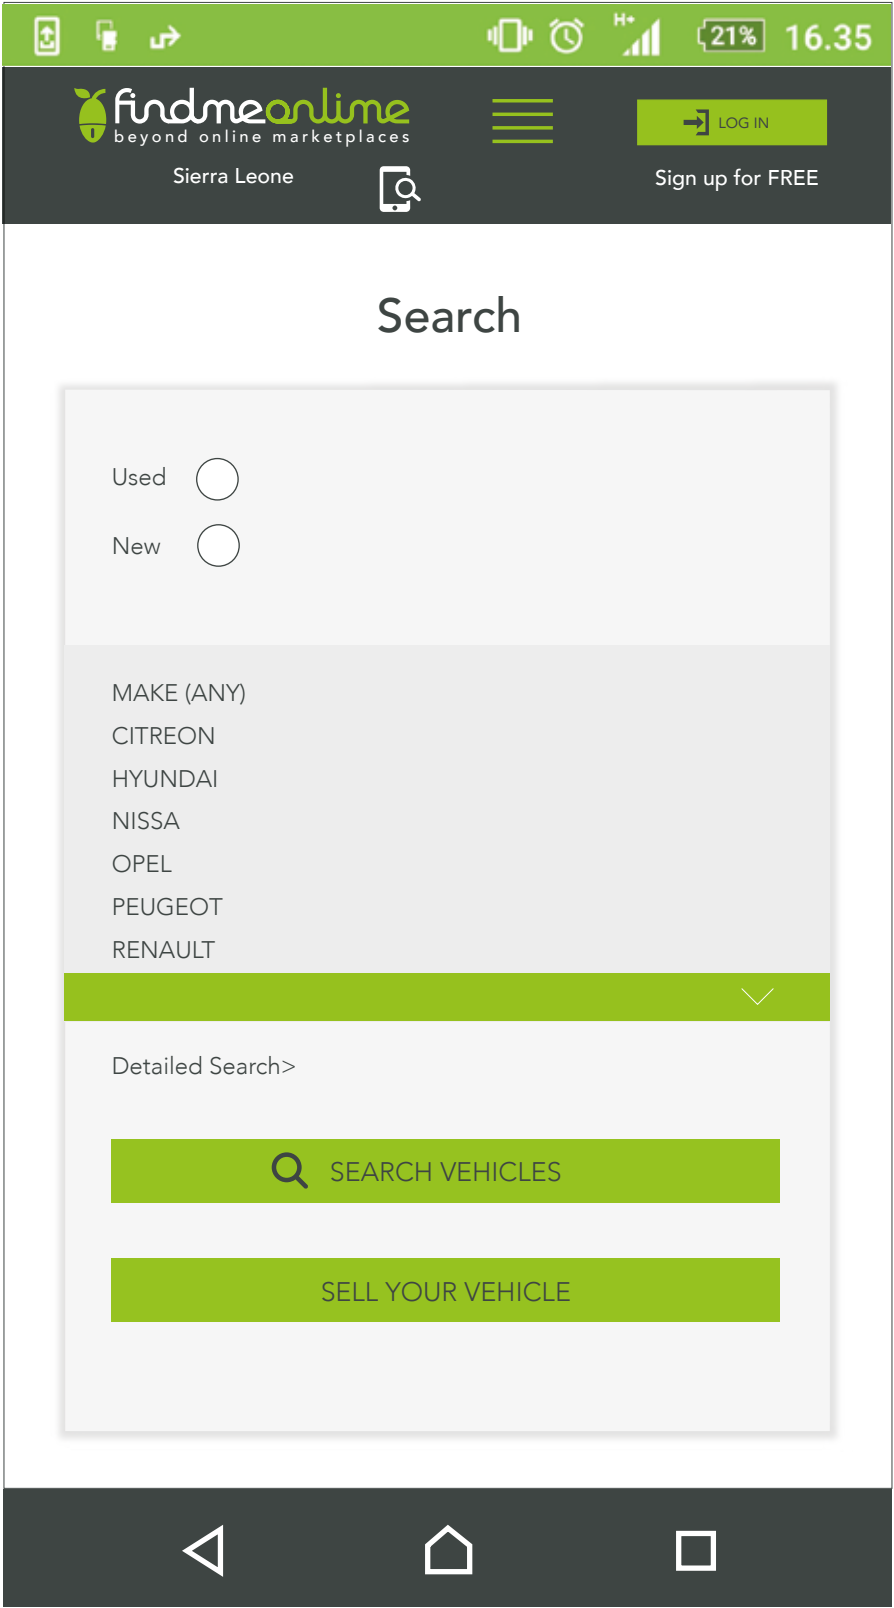 H+
21%
16.35
findmeonlime
beyond online marketplaces
LOG IN
Sierra Leone
Sign up for FREE
Search
Used
New
MAKE (ANY)
CITREON
HYUNDAI
NISSA
OPEL
PEUGEOT
RENAULT
Detailed Search>
SEARCH VEHICLES
SELL YOUR VEHICLE